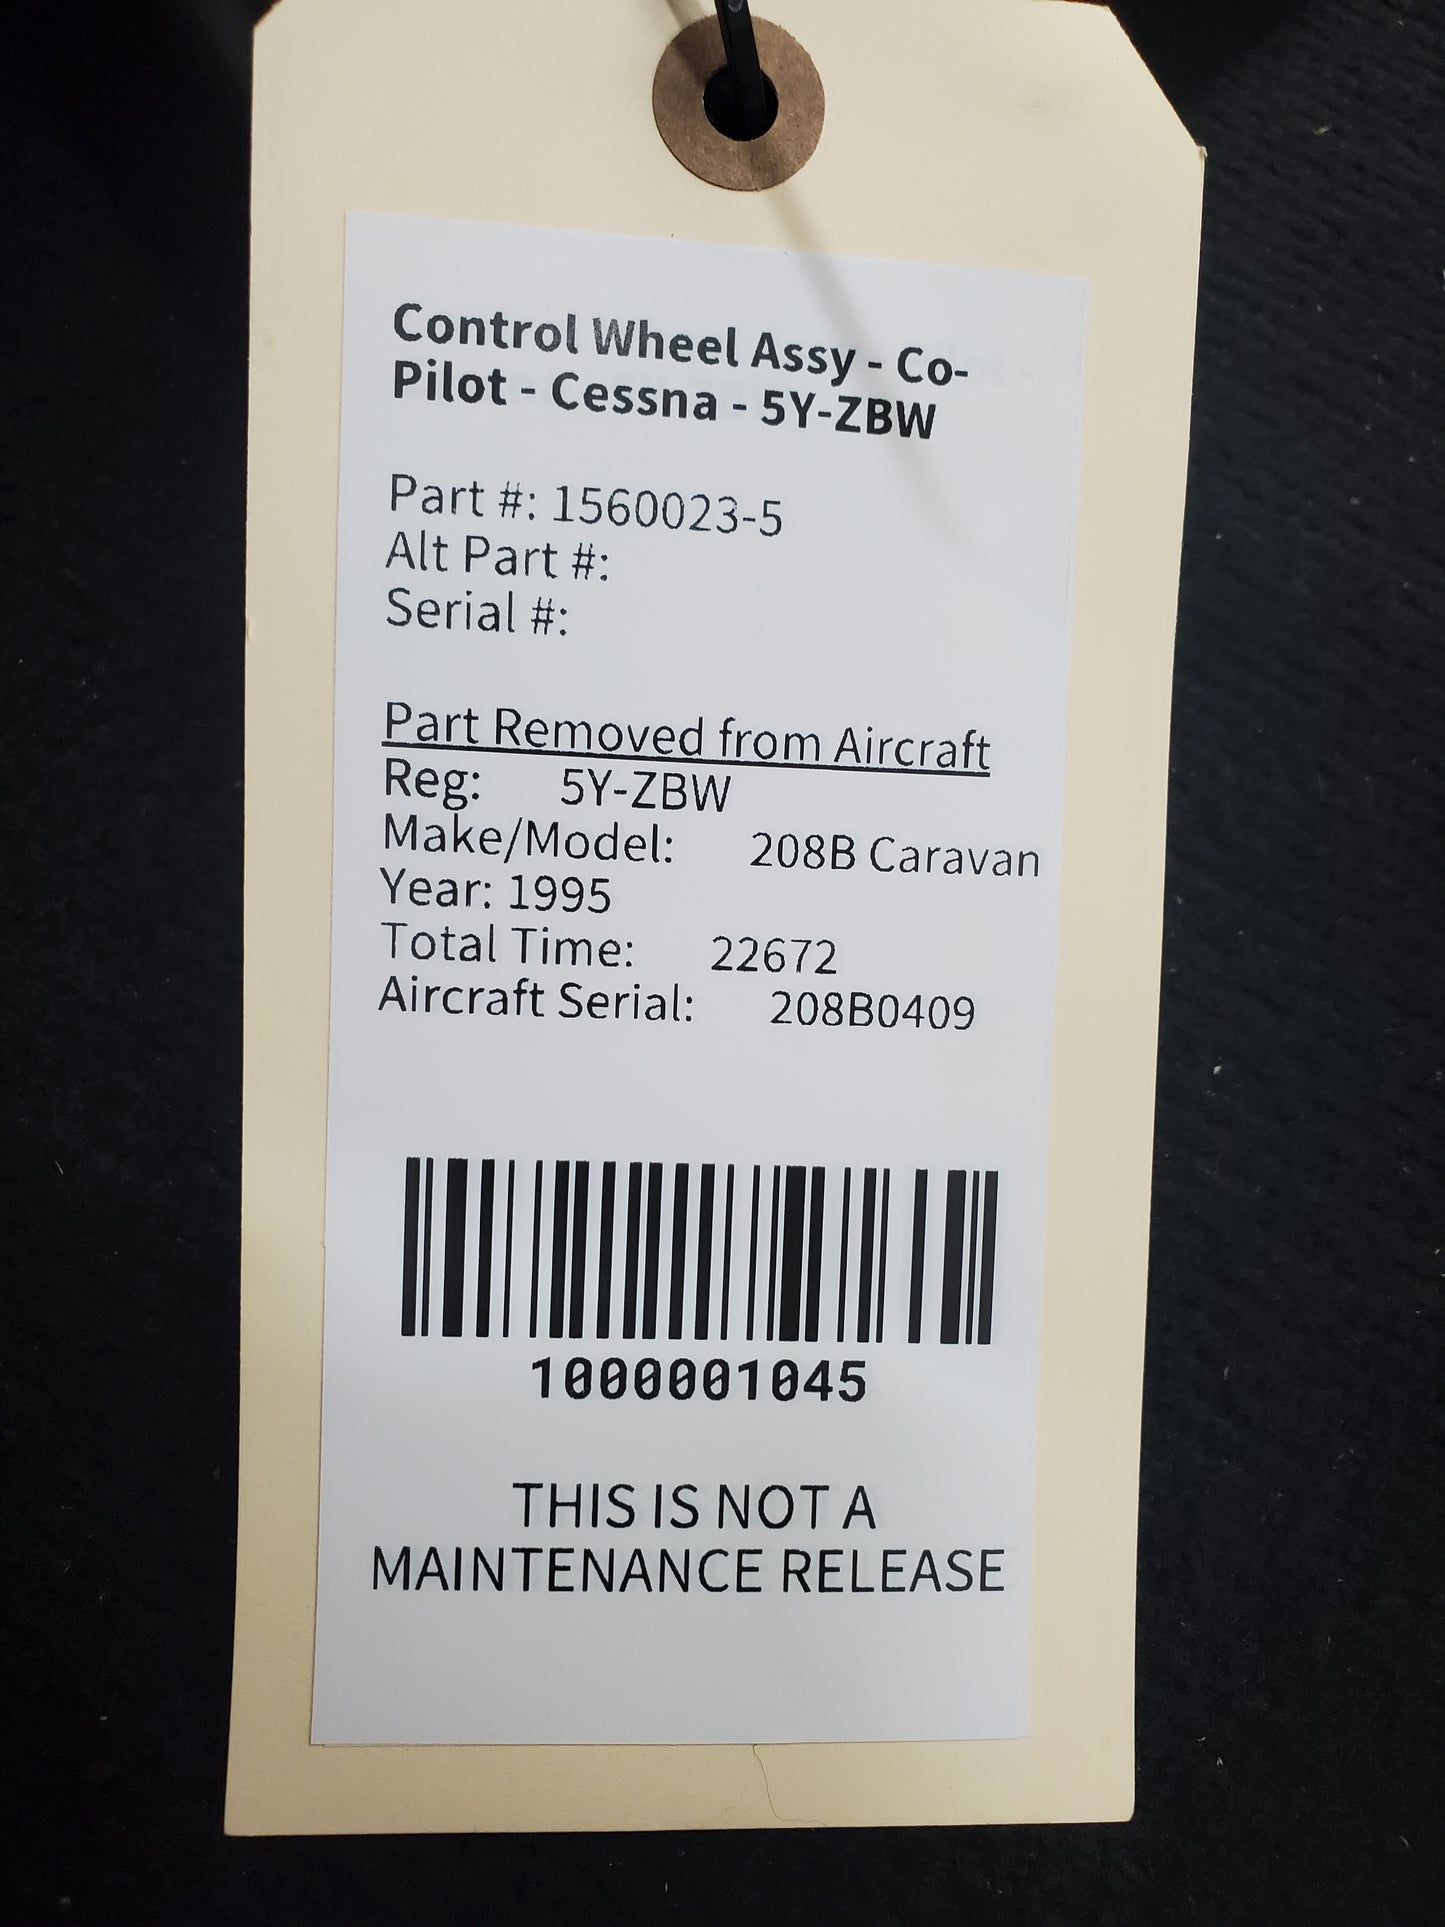 Control Wheel Assy - Co-
Pilot - Cessna - 5Y-ZBW
Part #: 1560023-5
Alt Part #:
Serial #:
Part Removed from Aircraft
Reg: 5Y-ZBW
Make/Model: 208B Caravan
Year: 1995
Total Time: 22672
Aircraft Serial: 208B0409
1000001045
THIS IS NOT A
MAINTENANCE RELEASE